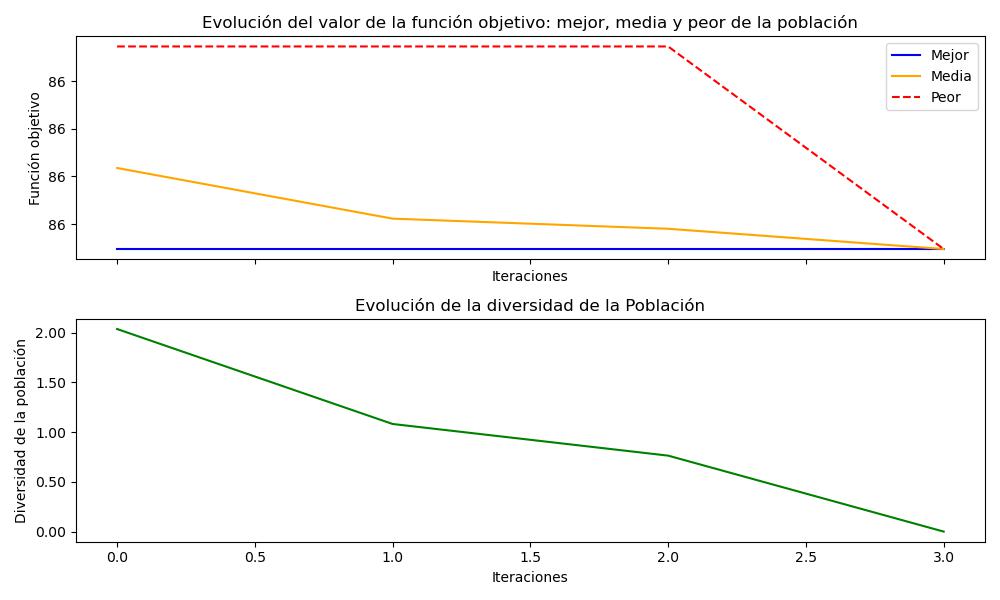 Evolución del valor de la función objetivo: mejor, media y peor de la población
Función objetivo
86
86
86
86
Mejor
Media
Peor
Iteraciones
Evolución de la diversidad de la Población
Diversidad de la población
2.00
1.50
1.00
0.50
0.00
0.0 0.5 1.0 1.5 2.0 2.5 3.0
Iteraciones